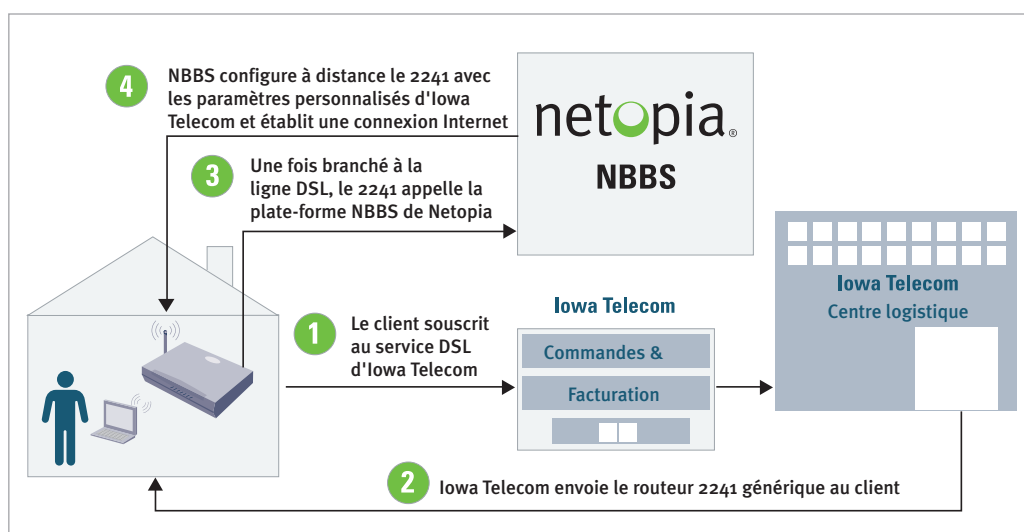 4
NBBS configure à distance le 2241 avec
les paramètres personnalisés d'Iowa
Telecom et établit une connexion Internet
netopia®
NBBS
3
Une fois branché à la
ligne DSL, le 2241 appelle la
plate-forme NBBS de Netopia
1
Le client souscrit
au service DSL
d'Iowa Telecom
Iowa Telecom
Commandes &
Facturation
Iowa Telecom
Centre logistique
2
Iowa Telecom envoie le routeur 2241 générique au client